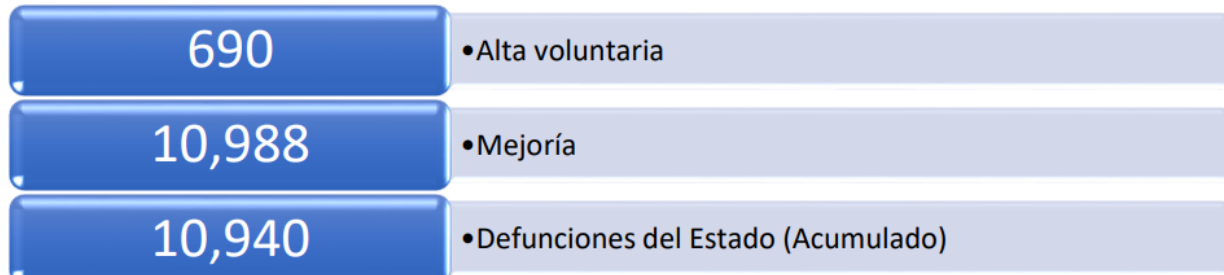 690 •Alta voluntaria
10,988 •Mejoría
10,940 •Defunciones del Estado (Acumulado)